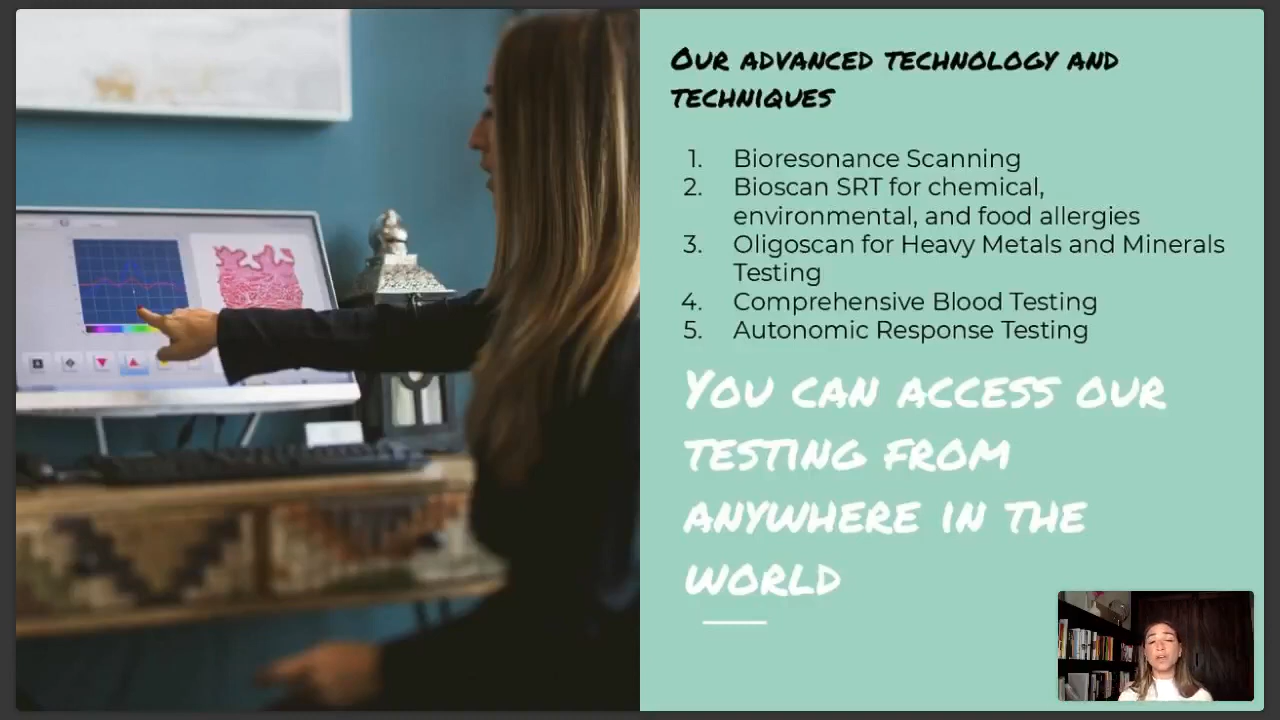 Our advanced technology and
techniques
1. Bioresonance Scanning
2. Bioscan SRT for chemical,
environmental, and food allergies
3. Oligoscan for Heavy Metals and Minerals
Testing
4. Comprehensive Blood Testing
5. Autonomic Response Testing
You can access our
testing from
anywhere in the
world